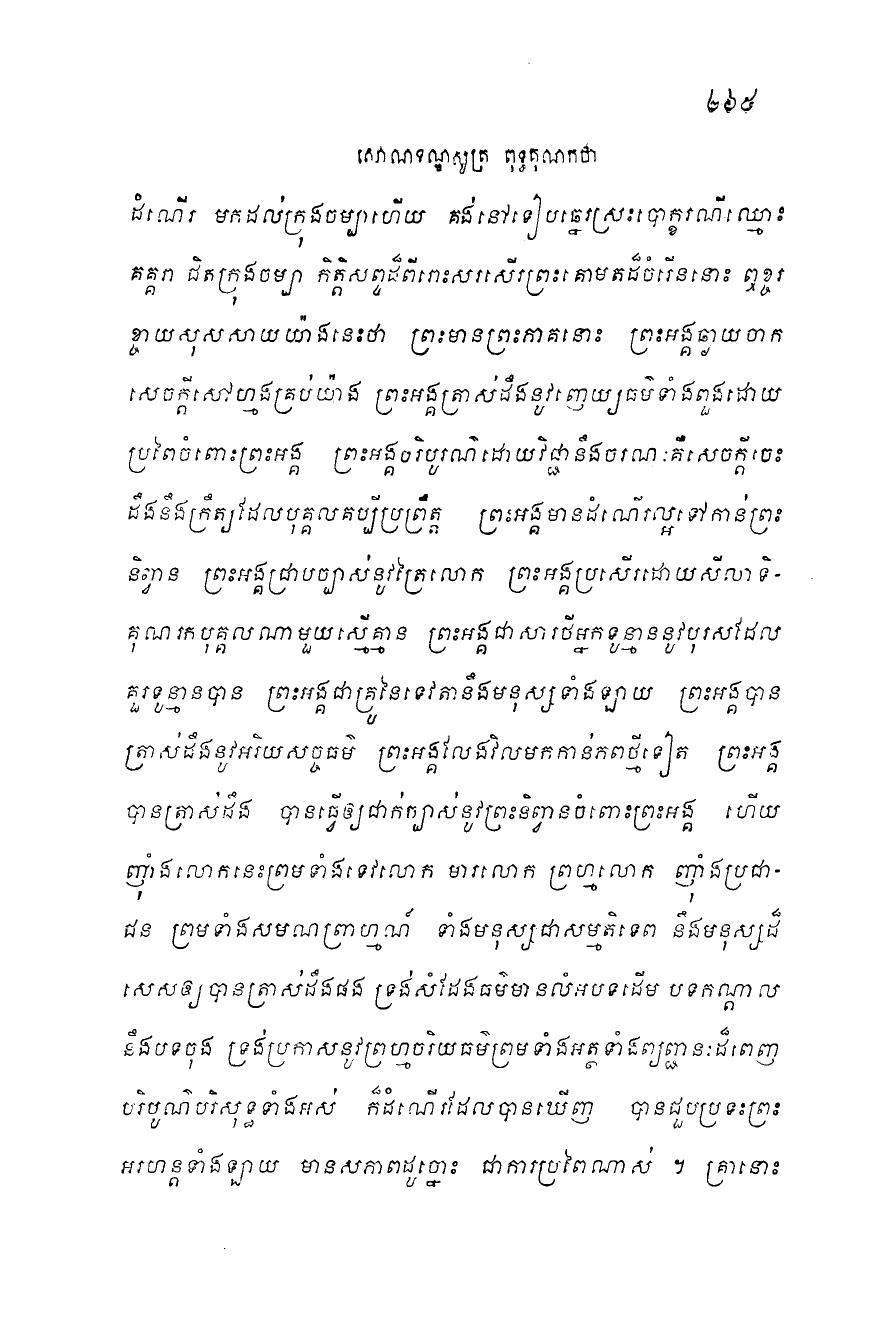 ២៦៥
សោណទណ្ឌសូត្រ ពុទ្ធគុណកថា
ដំណើរ មកដល់ក្រុងចម្បាហើយ គង់នៅទៀបឆ្នេរស្រះបោក្ខរណីឈ្មោះ
គគ្គរា ជិតក្រុងចម្បា កិត្តិសព្ទដ៏ពីរោះសរសើរព្រះគោតមដ៏ចំរើននោះ ឮខ្ចរ
ខ្ចាយសុសសាយយ៉ាងនេះថា ព្រះមានព្រះភាគនោះ ព្រះអង្គឆ្ងាយចាក
សេចក្តីសៅហ្មងគ្រប់យ៉ាង ព្រះអង្គត្រាស់ដឹងនូវញេយ្យធម៌ទាំងពួងដោយ
ប្រពៃចំពោះព្រះអង្គ ព្រះអង្គបរិបូរណ៌ដោយវិជ្ជានឹងចរណៈគឺសេចក្តីចេះ
ដឹងនឹងក្រឹត្យដែលបុគ្គលគប្បីប្រព្រឹត្ត ព្រះអង្គមានដំណើរល្អទៅកាន់ព្រះ
និព្វាន ព្រះអង្គជ្រាបច្បាស់នូវត្រៃលោក ព្រះអង្គប្រសើរដោយសីលាទិ-
គុណរកបុគ្គលណាមួយស្មើគ្មាន ព្រះអង្គជាសារថីអ្នកទូន្មាននូវបុរសដែល
គួរទូន្មានបាន ព្រះអង្គជាគ្រូនៃទេវតានឹងមនុស្សទាំងឡាយ ព្រះអង្គបាន
ត្រាស់ដឹងនូវអរិយសច្ចធម៌ ព្រះអង្គលែងវិលមកកាន់ភពថ្មីទៀត ព្រះអង្គ
បានត្រាស់ដឹង បានធ្វើឲ្យជាក់ច្បាស់នូវព្រះនិព្វានចំពោះព្រះអង្គ ហើយ
ញុំាងលោកនេះព្រមទាំងទេវលោក មារលោក ព្រហ្មលោក ញុំាងប្រជា-
ជន ព្រមទាំងសមណព្រាហ្មណ៍ ទាំងមនុស្សជាសម្មតិទេព នឹងមនុស្សដ៏
សេសឲ្យបានត្រាស់ដឹងផង ទ្រង់សំដែងធម៌មានលំអបទដើម បទកណ្តាល
នឹងបទចុង ទ្រង់ប្រកាសនូវព្រហ្មចរិយធម៌ព្រមទាំងអត្ថទាំងព្យញ្ជនៈដ៏ពេញ
បរិបូណ៌បរិសុទ្ធទាំងអស់ ក៏ដំណើរដែលបានឃើញ បានជួបប្រទះព្រះ
អរហន្តទាំងឡាយ មានសភាពដូច្នោះ ជាការប្រពៃណាស់ ។ គ្រានោះ